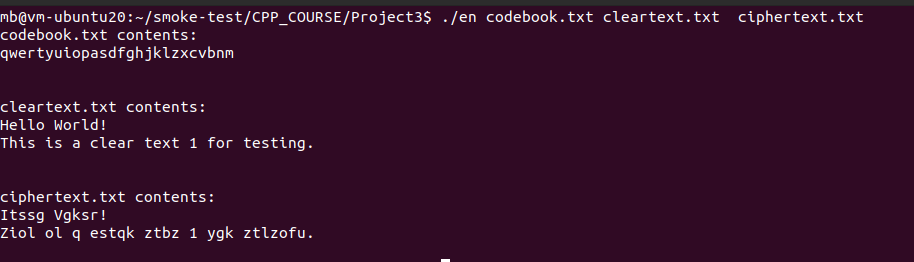 mb@vm-ubuntu20:~/smoke-test/CPP_COURSE/Project3$ ./en codebook.txt cleartext.txt  ciphertext.txt
codebook.txt contents:
qwertyuiopasdfghjklzxcvbnm
cleartext.txt contents:
Hello World!
This is a clear text 1 for testing.
ciphertext.txt contents:
Itssg Vgksr!
Ziol ol q estqk ztbz 1 ygk ztlzofu.